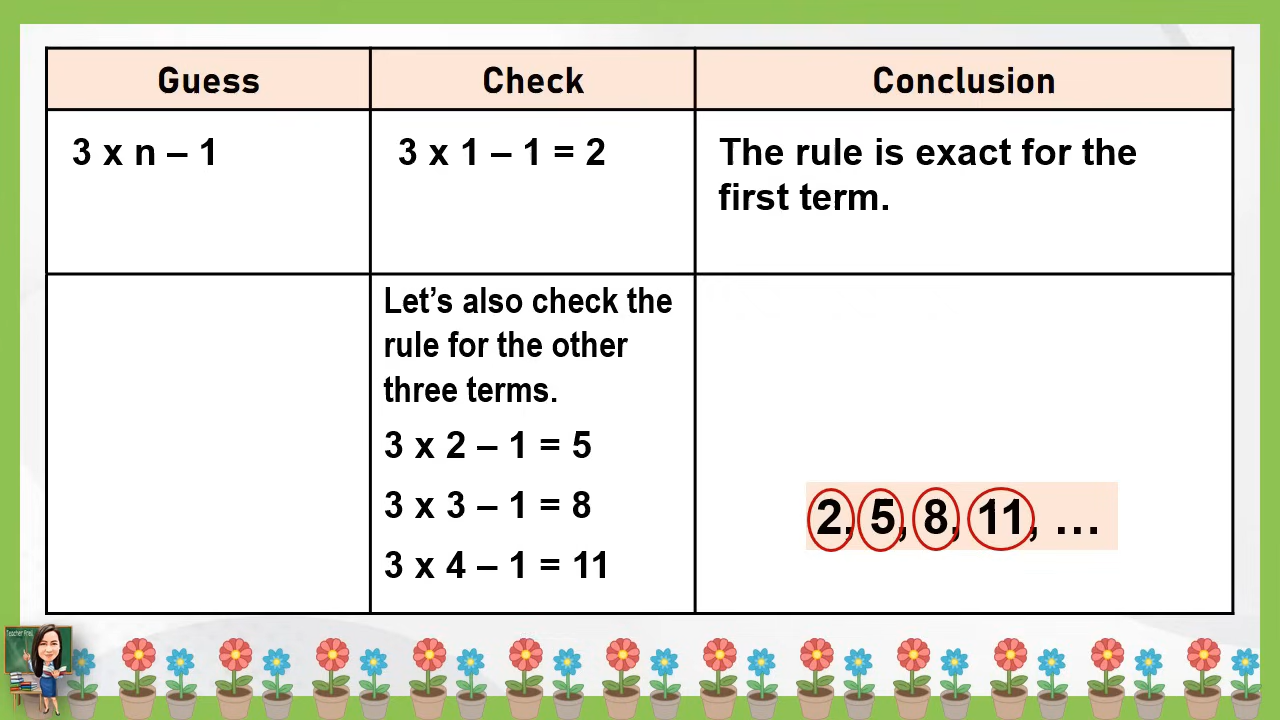 Guess
Check
Conclusion
3 x n – 1
3 x 1 – 1 = 2
The rule is exact for the
first term.
Let’s also check the
rule for the other
three terms.
3 x 2 – 1 = 5
3 x 3 – 1 = 8
3 x 4 – 1 = 11
2, 5, 8, 11, …